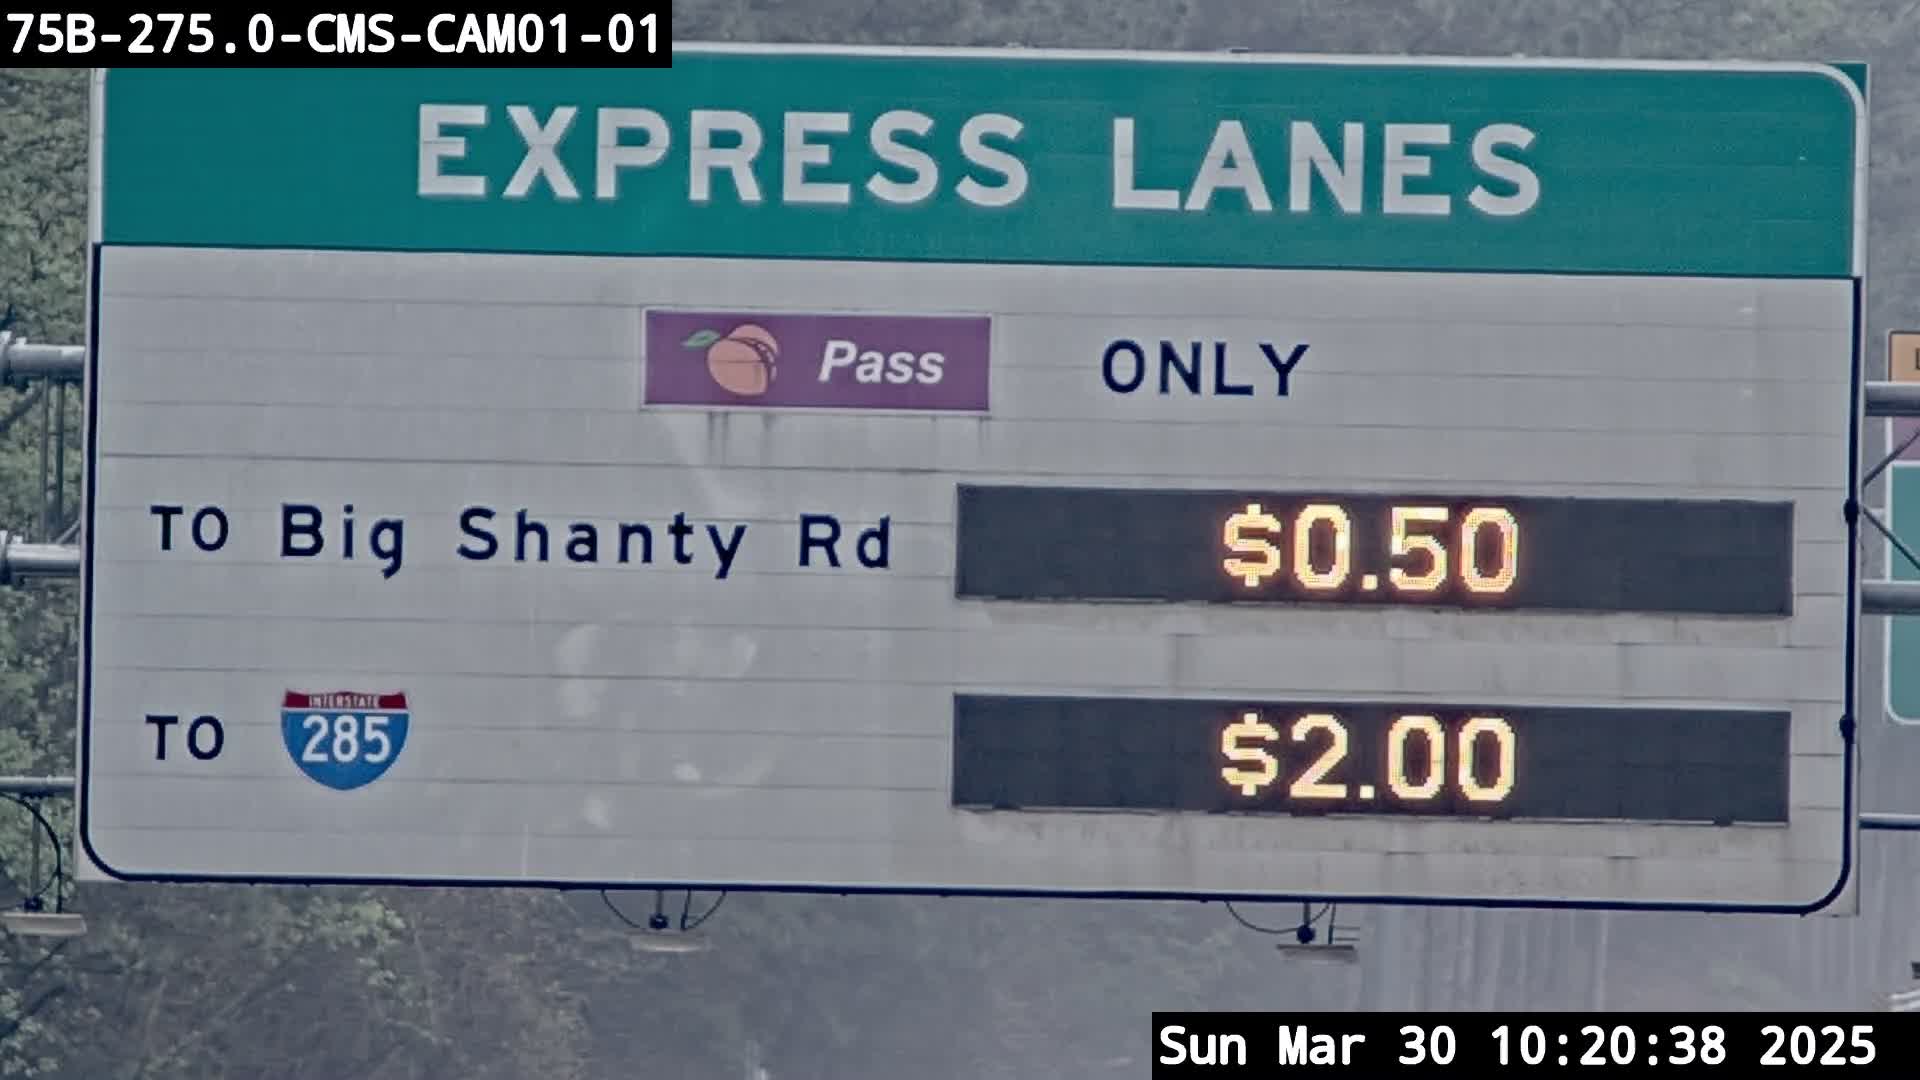 75B-275.0-CMS-CAM01-01
EXPRESS LANES
Pass ONLY
TO Big Shanty Rd $0.50
TO INTERSTATE 285 $2.00
Sun Mar 30 10:20:38 2025